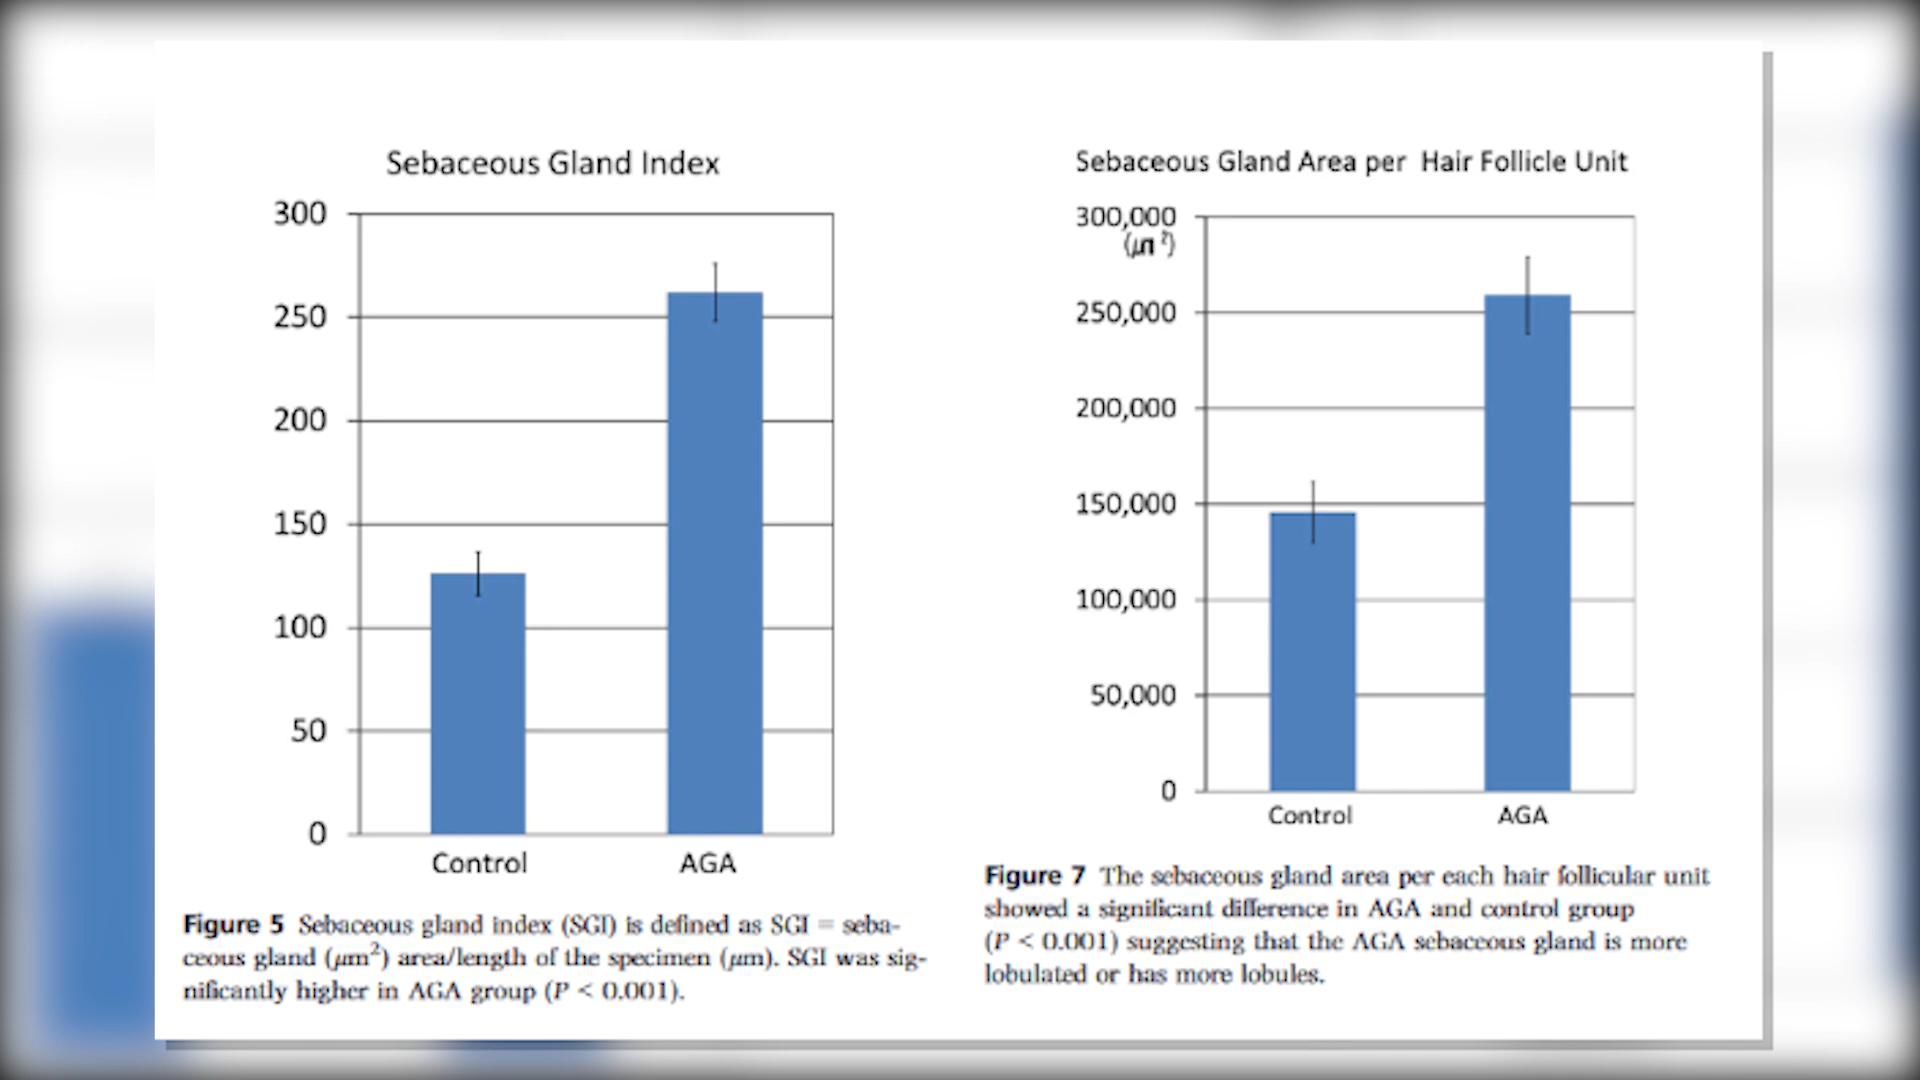 Sebaceous Gland Index
300
250
200
150
100
50
0
Control AGA
Figure 5 Sebaceous gland index (SGI) is defined as SGI = seba-
ceous gland (μm²) area/length of the specimen (μm). SGI was sig-
nificantly higher in AGA group (P < 0.001).
Sebaceous Gland Area per Hair Follicle Unit
300,000
(μm²)
250,000
200,000
150,000
100,000
50,000
0
Control AGA
Figure 7 The sebaceous gland area per each hair follicular unit
showed a significant difference in AGA and control group
(P < 0.001) suggesting that the AGA sebaceous gland is more
lobulated or has more lobules.